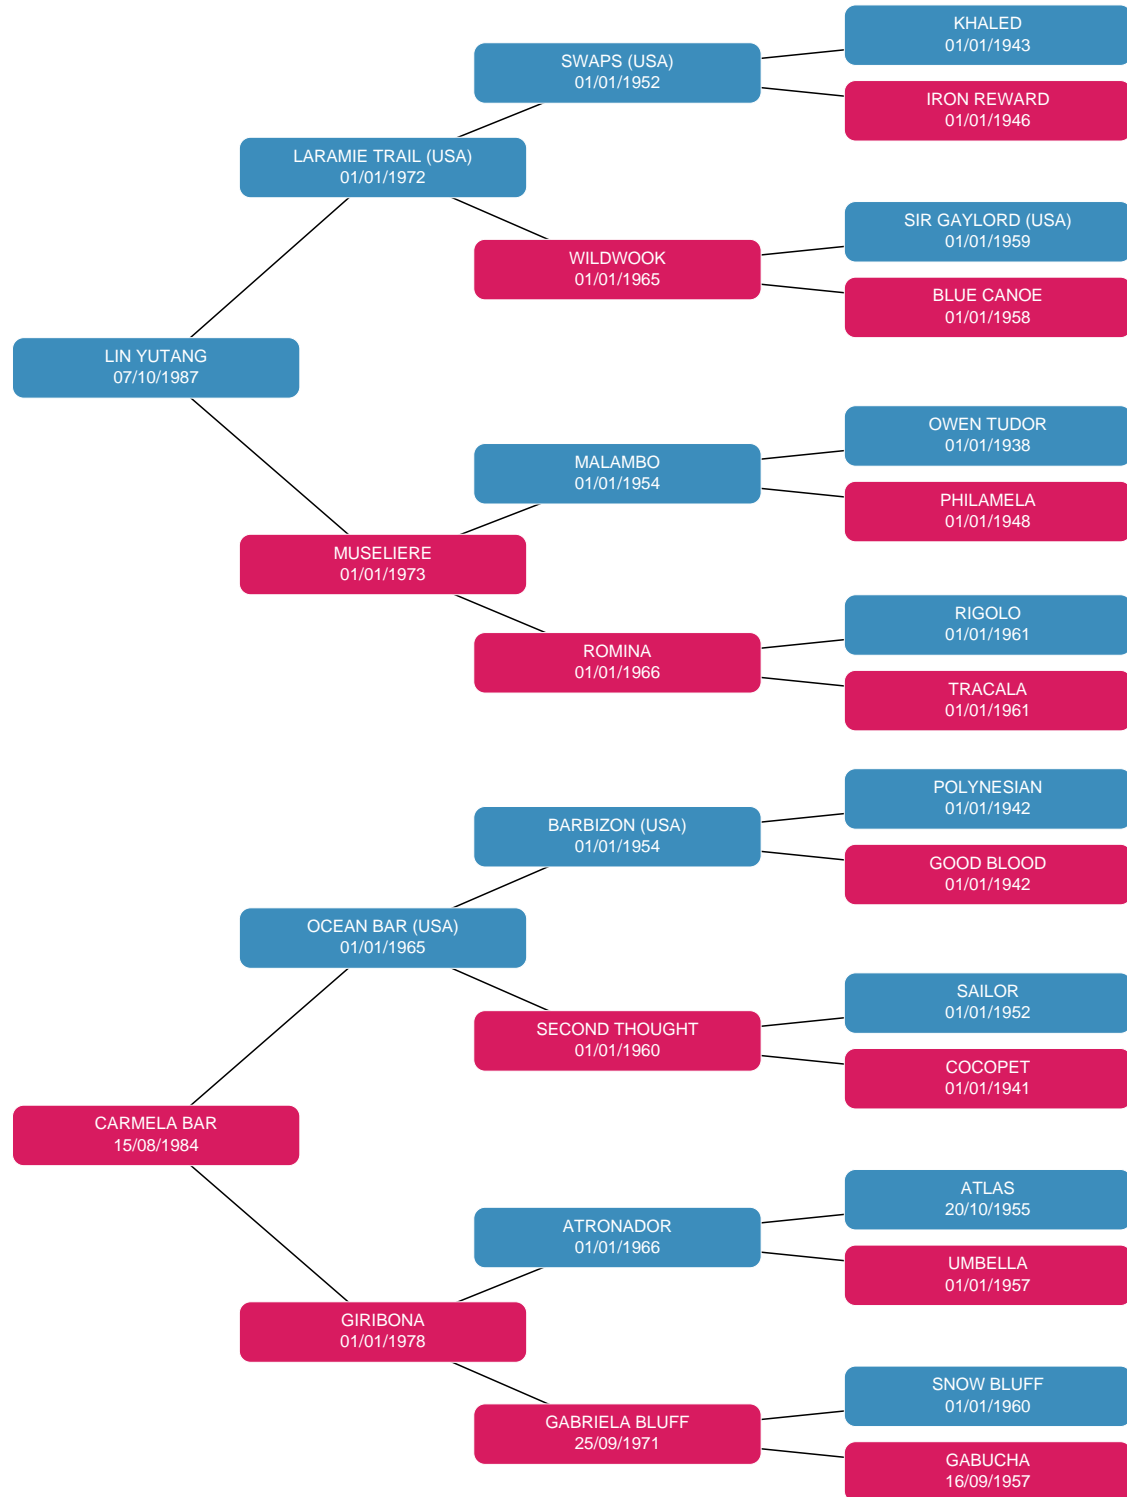 KHALED
01/01/1943
SWAPS (USA)
01/01/1952
IRON REWARD
01/01/1946
LARAMIE TRAIL (USA)
01/01/1972
SIR GAYLORD (USA)
01/01/1959
WILDWOOK
01/01/1965
BLUE CANOE
01/01/1958
LIN YUTANG
07/10/1987
OWEN TUDOR
01/01/1938
MALAMBO
01/01/1954
PHILAMELA
01/01/1948
MUSELIERE
01/01/1973
RIGOLO
01/01/1961
ROMINA
01/01/1966
TRACALA
01/01/1961
POLYNESIAN
01/01/1942
BARBIZON (USA)
01/01/1954
GOOD BLOOD
01/01/1942
OCEAN BAR (USA)
01/01/1965
SAILOR
01/01/1952
SECOND THOUGHT
01/01/1960
COCOPET
01/01/1941
CARMELA BAR
15/08/1984
ATLAS
20/10/1955
ATRONADOR
01/01/1966
UMBELLA
01/01/1957
GIRIBONA
01/01/1978
SNOW BLUFF
01/01/1960
GABRIELA BLUFF
25/09/1971
GABUCHA
16/09/1957